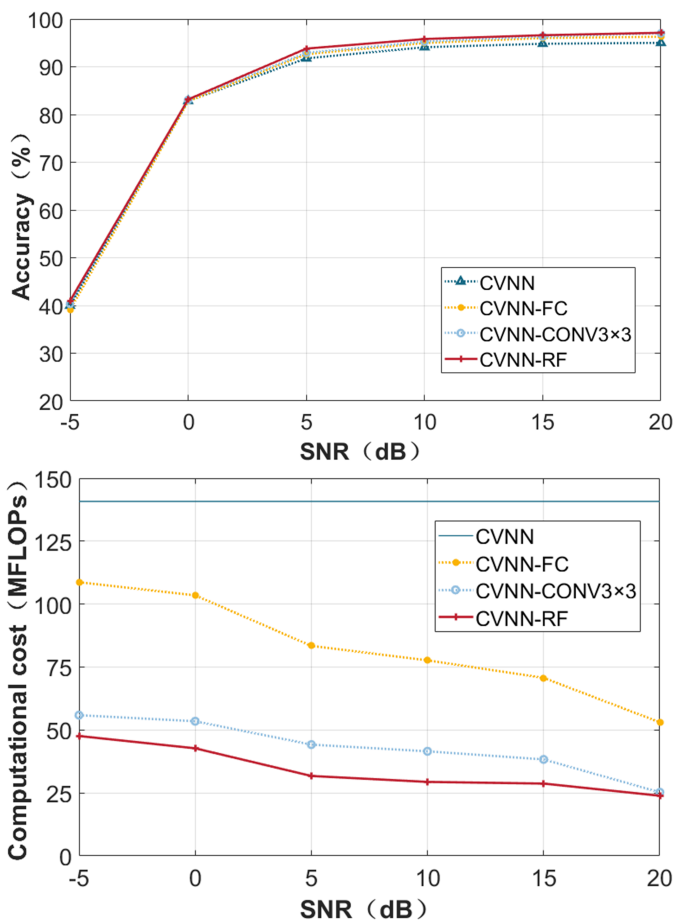 100
90
80
70
60
50
40
30
20
Accuracy（%）
CVNN
CVNN-FC
CVNN-CONV3×3
CVNN-RF
-5 0 5 10 15 20
SNR（dB）
150
125
100
75
50
25
0
Computational cost（MFLOPs）
CVNN
CVNN-FC
CVNN-CONV3×3
CVNN-RF
-5 0 5 10 15 20
SNR（dB）